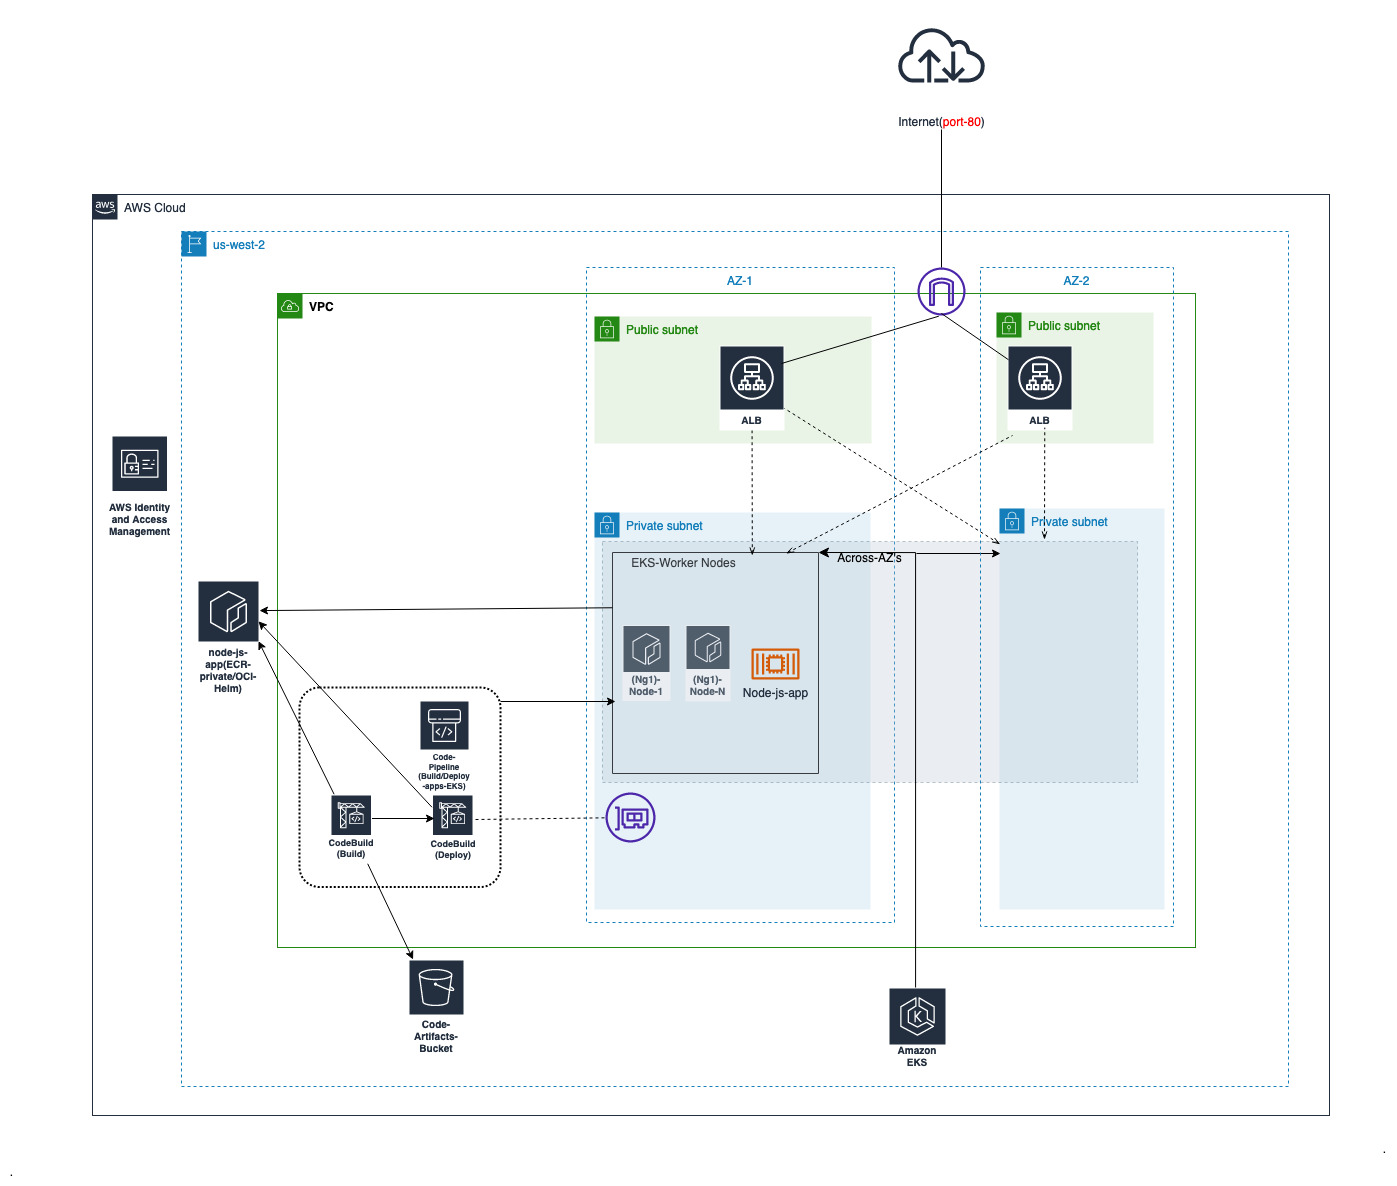 Internet(port-80)
aws
AWS Cloud
us-west-2
AZ-1
AZ-2
VPC
Public subnet
Public subnet
ALB
ALB
AWS Identity
and Access
Management
Private subnet
Private subnet
EKS-Worker Nodes
Across-AZ's
node-js-
app(ECR-
private/OCI-
Helm)
(Ng1)-
Node-1
(Ng1)-
Node-N
Node-js-app
Code-
Pipeline
(Build/Deploy
-apps-EKS)
CodeBuild
(Build)
CodeBuild
(Deploy)
Code-
Artifacts-
Bucket
K
Amazon
EKS
.
.